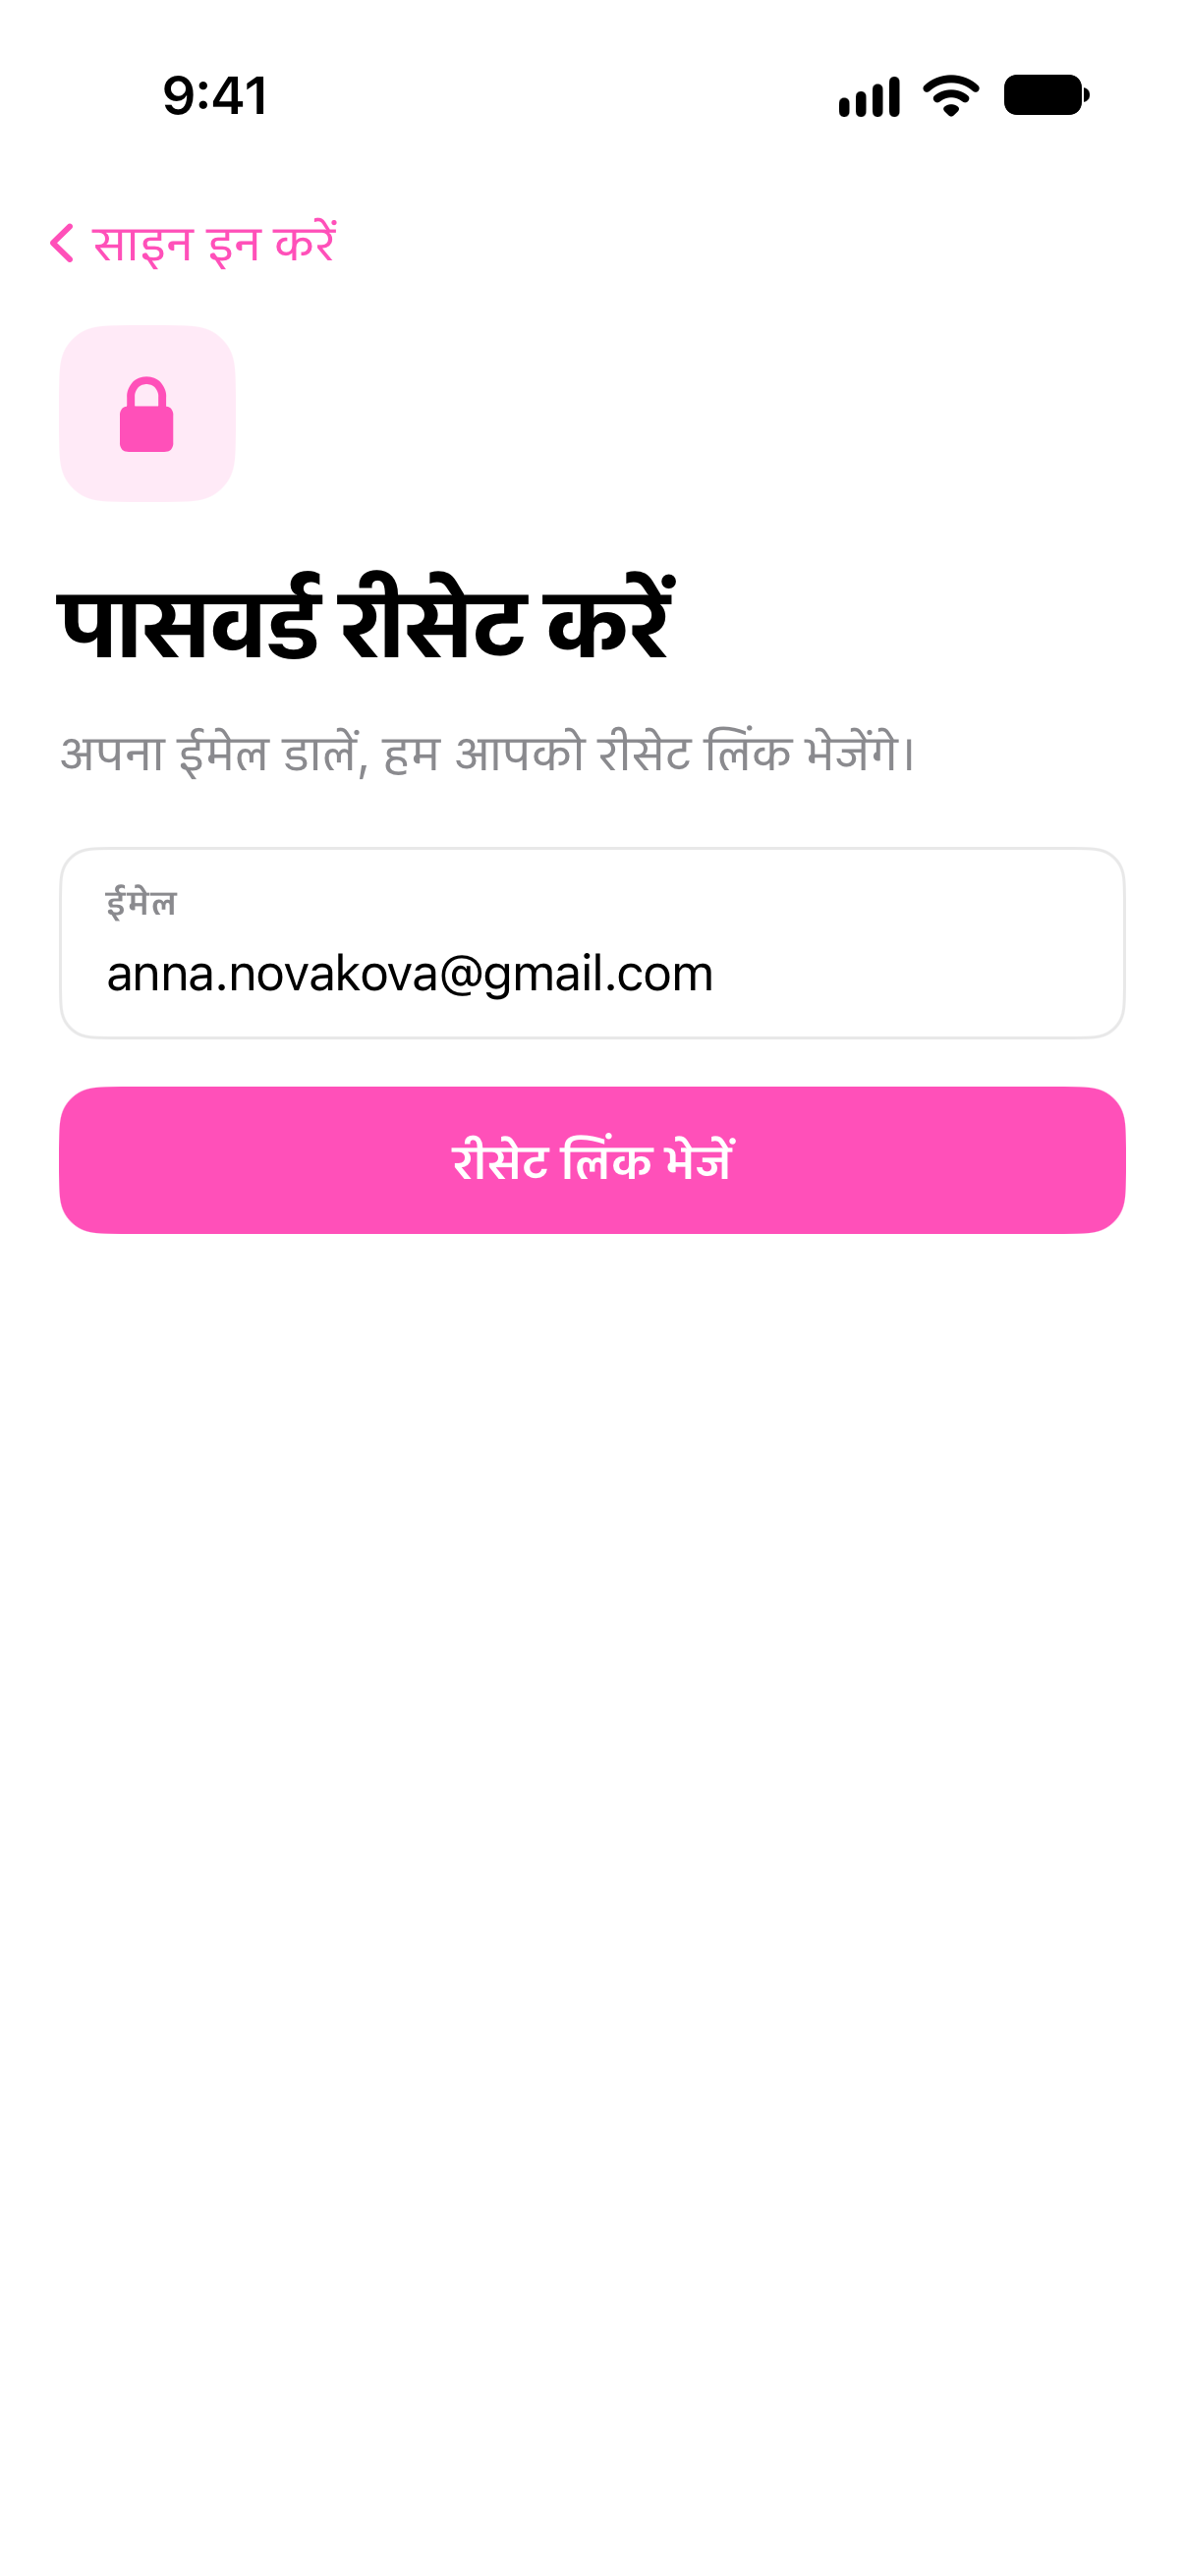 9:41
साइन इन करें
पासवर्ड रीसेट करें
अपना ईमेल डालें, हम आपको रीसेट लिंक भेजेंगे।
ईमेल
anna.novakova@gmail.com
रीसेट लिंक भेजें